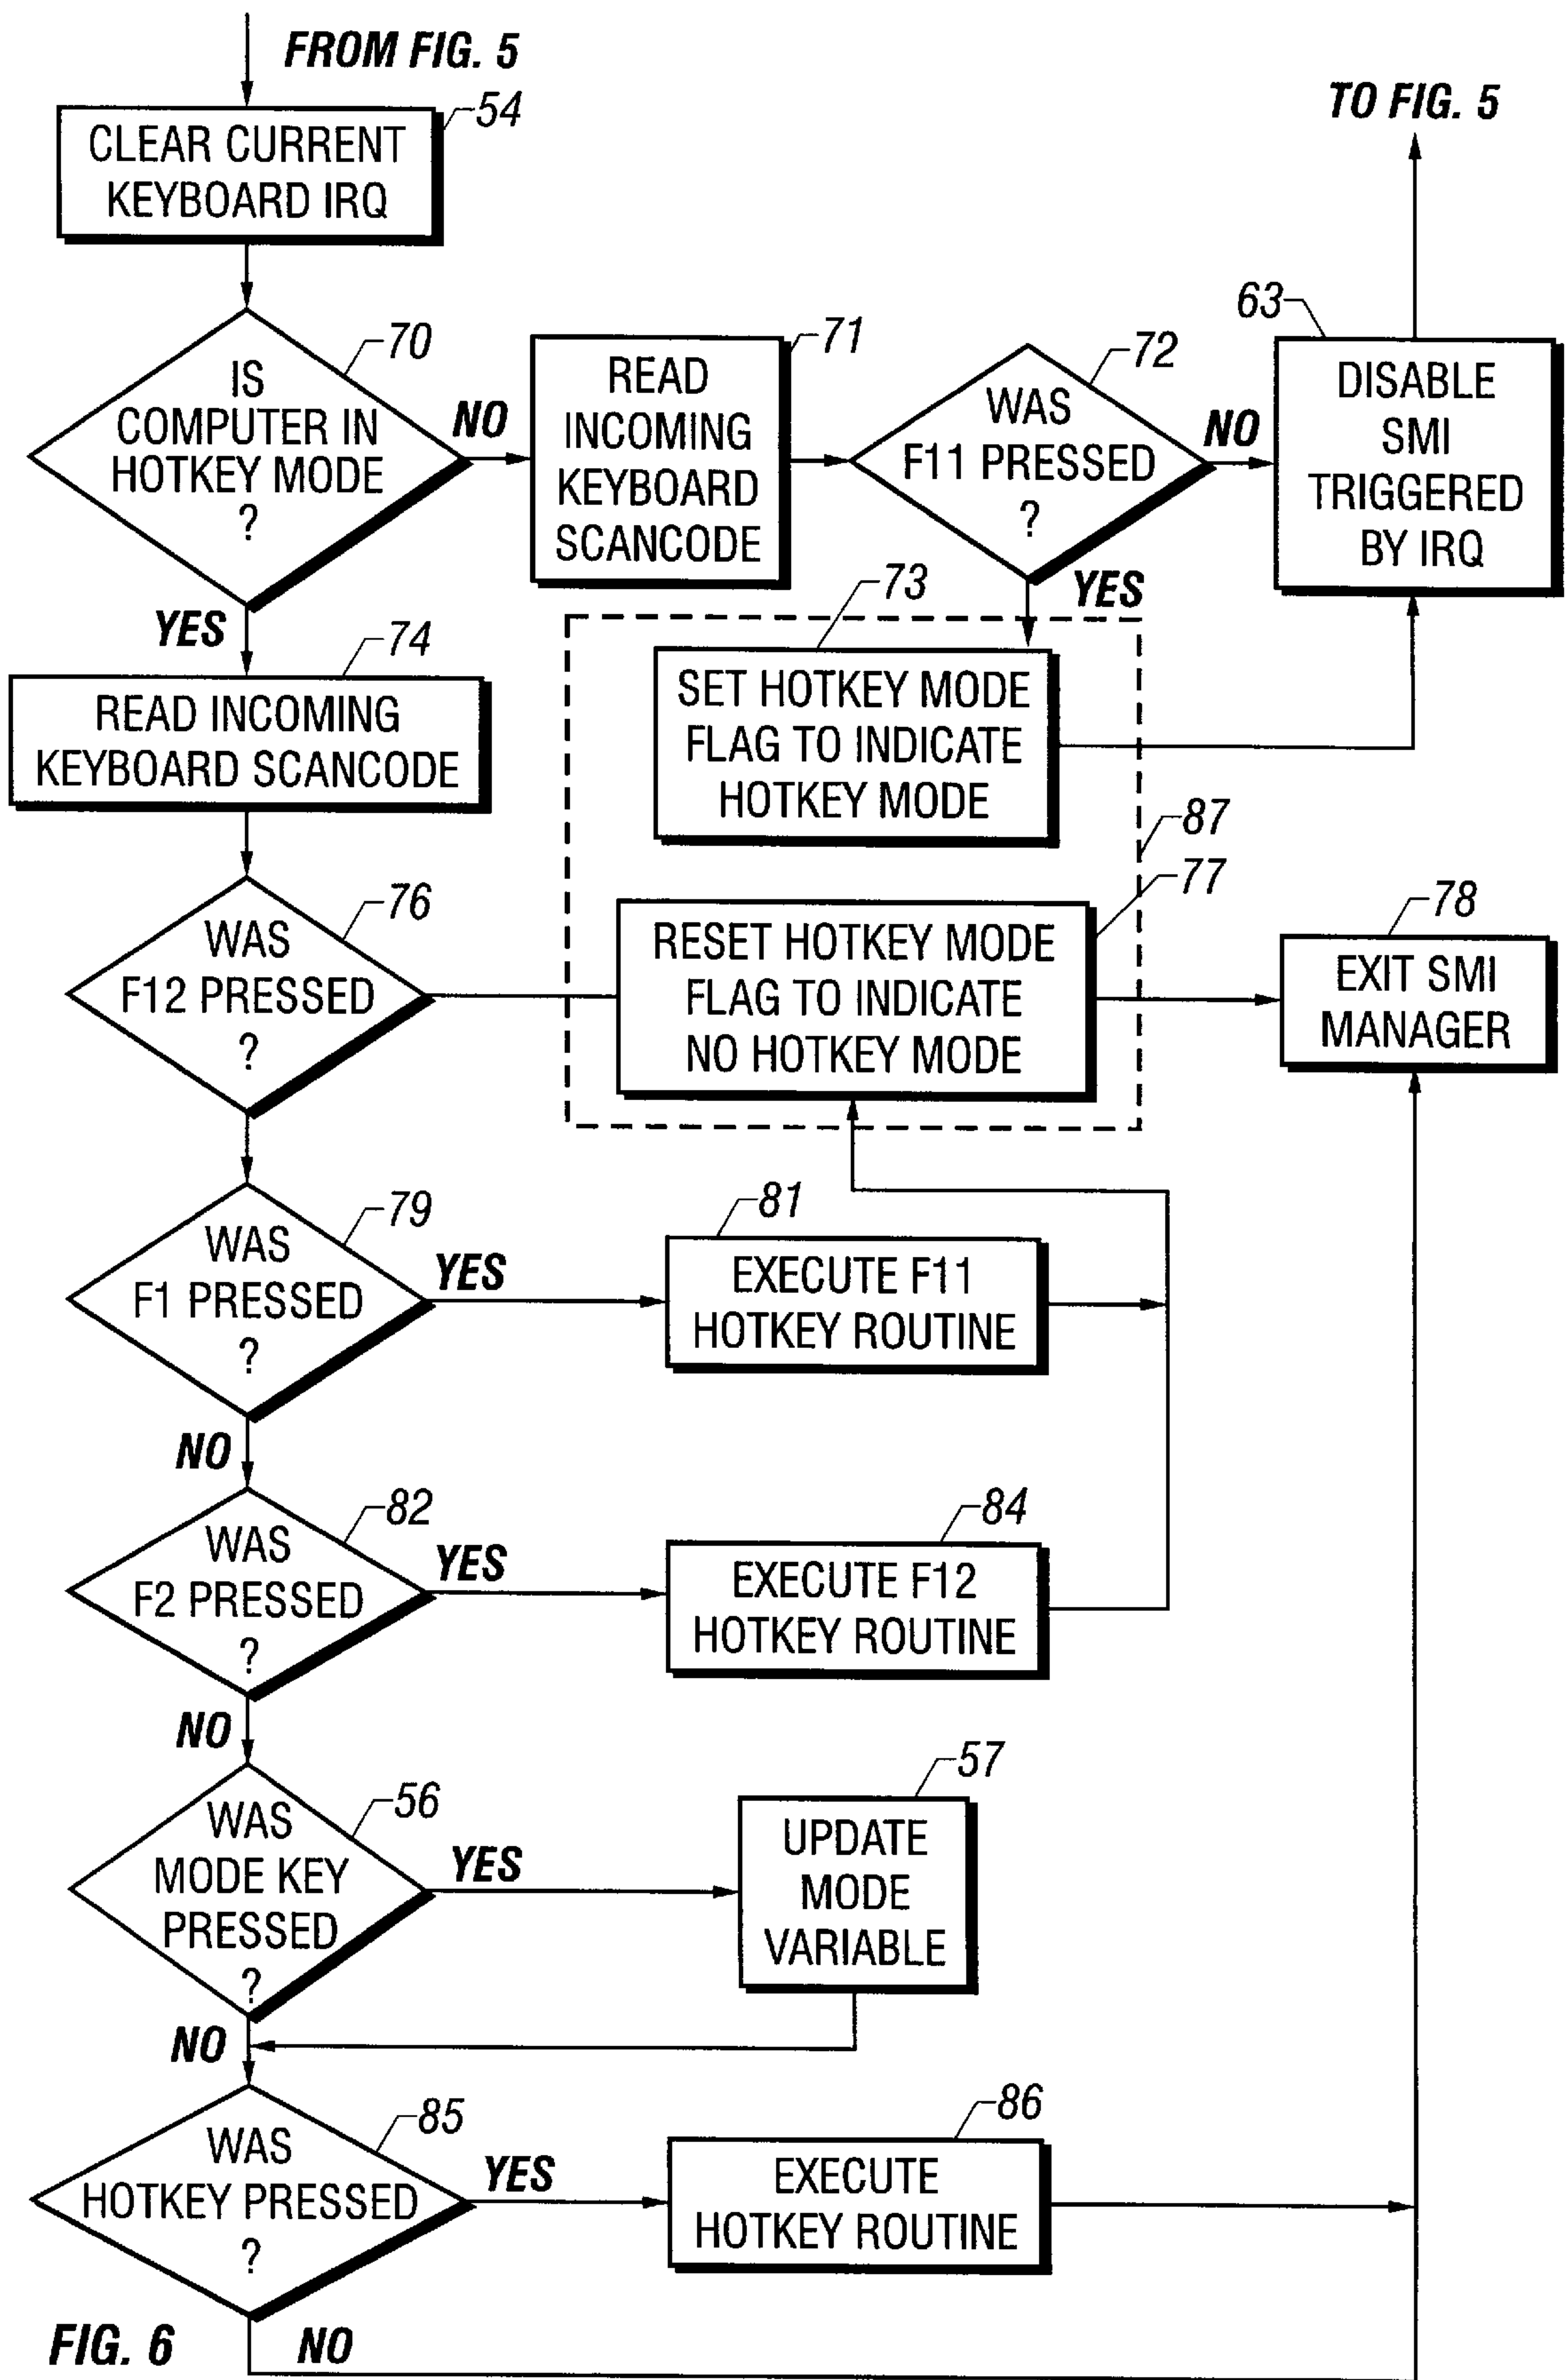 FROM FIG. 5
TO FIG. 5
54
CLEAR CURRENT
KEYBOARD IRQ
70
IS
COMPUTER IN
HOTKEY MODE
?
NO
71
READ
INCOMING
KEYBOARD
SCANCODE
72
WAS
F11 PRESSED
?
NO
63
DISABLE
SMI
TRIGGERED
BY IRQ
YES
YES
73
SET HOTKEY MODE
FLAG TO INDICATE
HOTKEY MODE
74
READ INCOMING
KEYBOARD SCANCODE
87
76
WAS
F12 PRESSED
?
77
RESET HOTKEY MODE
FLAG TO INDICATE
NO HOTKEY MODE
78
EXIT SMI
MANAGER
79
WAS
F1 PRESSED
?
YES
81
EXECUTE F11
HOTKEY ROUTINE
NO
82
WAS
F2 PRESSED
?
YES
84
EXECUTE F12
HOTKEY ROUTINE
NO
56
WAS
MODE KEY
PRESSED
?
YES
57
UPDATE
MODE
VARIABLE
NO
85
WAS
HOTKEY PRESSED
?
YES
86
EXECUTE
HOTKEY ROUTINE
NO
FIG. 6